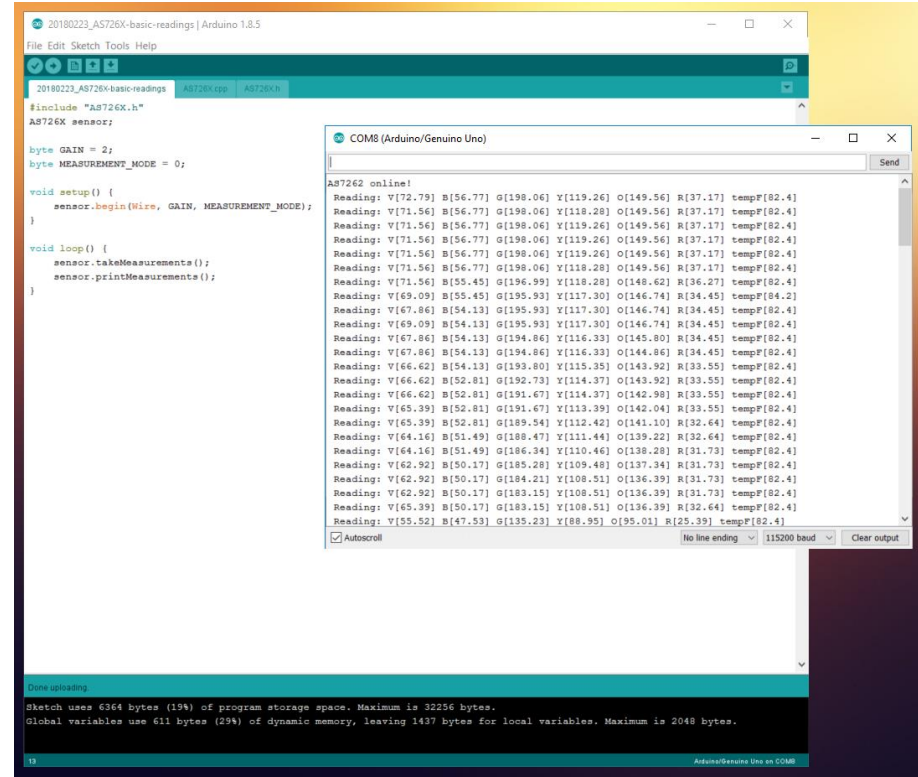 20180223_AS726X-basic-readings | Arduino 1.8.5
File Edit Sketch Tools Help
20180223_AS726X-basic-readings AS726X.cpp AS726X.h
#include "AS726X.h"
AS726X sensor;
byte GAIN = 2;
byte MEASUREMENT_MODE = 0;
void setup() {
sensor.begin(Wire, GAIN, MEASUREMENT_MODE);
}
void loop() {
sensor.takeMeasurements();
sensor.printMeasurements();
}
COM8 (Arduino/Genuino Uno)
Send
AS7262 online!
Reading: V[72.79] B[56.77] G[198.06] Y[119.26] O[149.56] R[37.17] tempF[82.4]
Reading: V[71.56] B[56.77] G[198.06] Y[118.28] O[149.56] R[37.17] tempF[82.4]
Reading: V[71.56] B[56.77] G[198.06] Y[119.26] O[149.56] R[37.17] tempF[82.4]
Reading: V[71.56] B[56.77] G[198.06] Y[119.26] O[149.56] R[37.17] tempF[82.4]
Reading: V[71.56] B[56.77] G[198.06] Y[119.26] O[149.56] R[37.17] tempF[82.4]
Reading: V[71.56] B[56.77] G[198.06] Y[118.28] O[149.56] R[37.17] tempF[82.4]
Reading: V[71.56] B[55.45] G[196.99] Y[118.28] O[148.62] R[36.27] tempF[82.4]
Reading: V[69.09] B[55.45] G[195.93] Y[117.30] O[146.74] R[34.45] tempF[84.2]
Reading: V[67.86] B[54.13] G[195.93] Y[117.30] O[146.74] R[34.45] tempF[82.4]
Reading: V[69.09] B[54.13] G[195.93] Y[117.30] O[146.74] R[34.45] tempF[82.4]
Reading: V[67.86] B[54.13] G[194.86] Y[116.33] O[145.80] R[34.45] tempF[82.4]
Reading: V[67.86] B[54.13] G[194.86] Y[116.33] O[144.86] R[34.45] tempF[82.4]
Reading: V[66.62] B[54.13] G[193.80] Y[115.35] O[143.92] R[33.55] tempF[82.4]
Reading: V[66.62] B[52.81] G[192.73] Y[114.37] O[143.92] R[33.55] tempF[82.4]
Reading: V[66.62] B[52.81] G[191.67] Y[114.37] O[142.98] R[33.55] tempF[82.4]
Reading: V[65.39] B[52.81] G[191.67] Y[113.39] O[142.04] R[33.55] tempF[82.4]
Reading: V[65.39] B[52.81] G[189.54] Y[112.42] O[141.10] R[32.64] tempF[82.4]
Reading: V[64.16] B[51.49] G[188.47] Y[111.44] O[139.22] R[32.64] tempF[82.4]
Reading: V[64.16] B[51.49] G[186.34] Y[110.46] O[138.28] R[31.73] tempF[82.4]
Reading: V[62.92] B[50.17] G[185.28] Y[109.48] O[137.34] R[31.73] tempF[82.4]
Reading: V[62.92] B[50.17] G[184.21] Y[108.51] O[136.39] R[31.73] tempF[82.4]
Reading: V[62.92] B[50.17] G[183.15] Y[108.51] O[136.39] R[31.73] tempF[82.4]
Reading: V[65.39] B[50.17] G[183.15] Y[108.51] O[136.39] R[32.64] tempF[82.4]
Reading: V[55.52] B[47.53] G[135.23] Y[88.95] O[95.01] R[25.39] tempF[82.4]
Autoscroll No line ending 115200 baud Clear output
Done uploading.
Sketch uses 6364 bytes (19%) of program storage space. Maximum is 32256 bytes.
Global variables use 611 bytes (29%) of dynamic memory, leaving 1437 bytes for local variables. Maximum is 2048 bytes.
13 Arduino/Genuino Uno on COM8